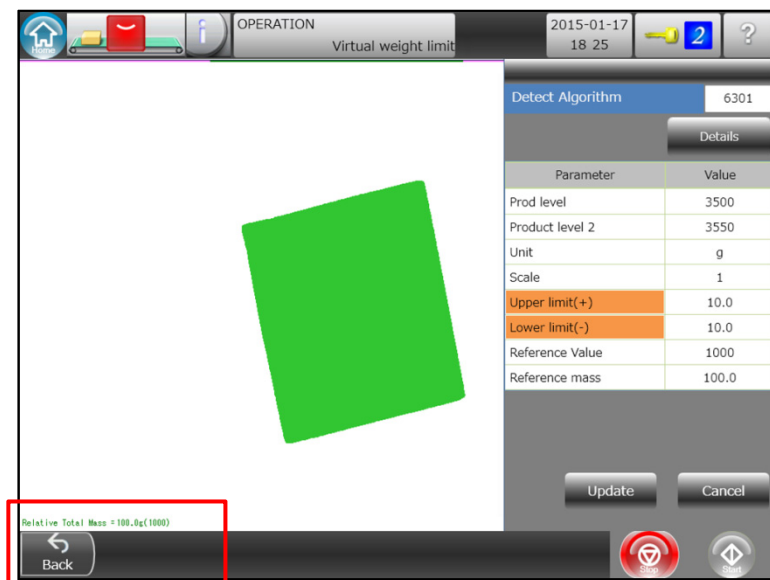 Home
i
OPERATION
Virtual weight limit
2015-01-17
18 25
2
?
Detect Algorithm 6301
Details
Parameter Value
Prod level 3500
Product level 2 3550
Unit g
Scale 1
Upper limit(+) 10.0
Lower limit(-) 10.0
Reference Value 1000
Reference mass 100.0
Update Cancel
Relative Total Mass =100.0g(1000)
Back
Stop
Start